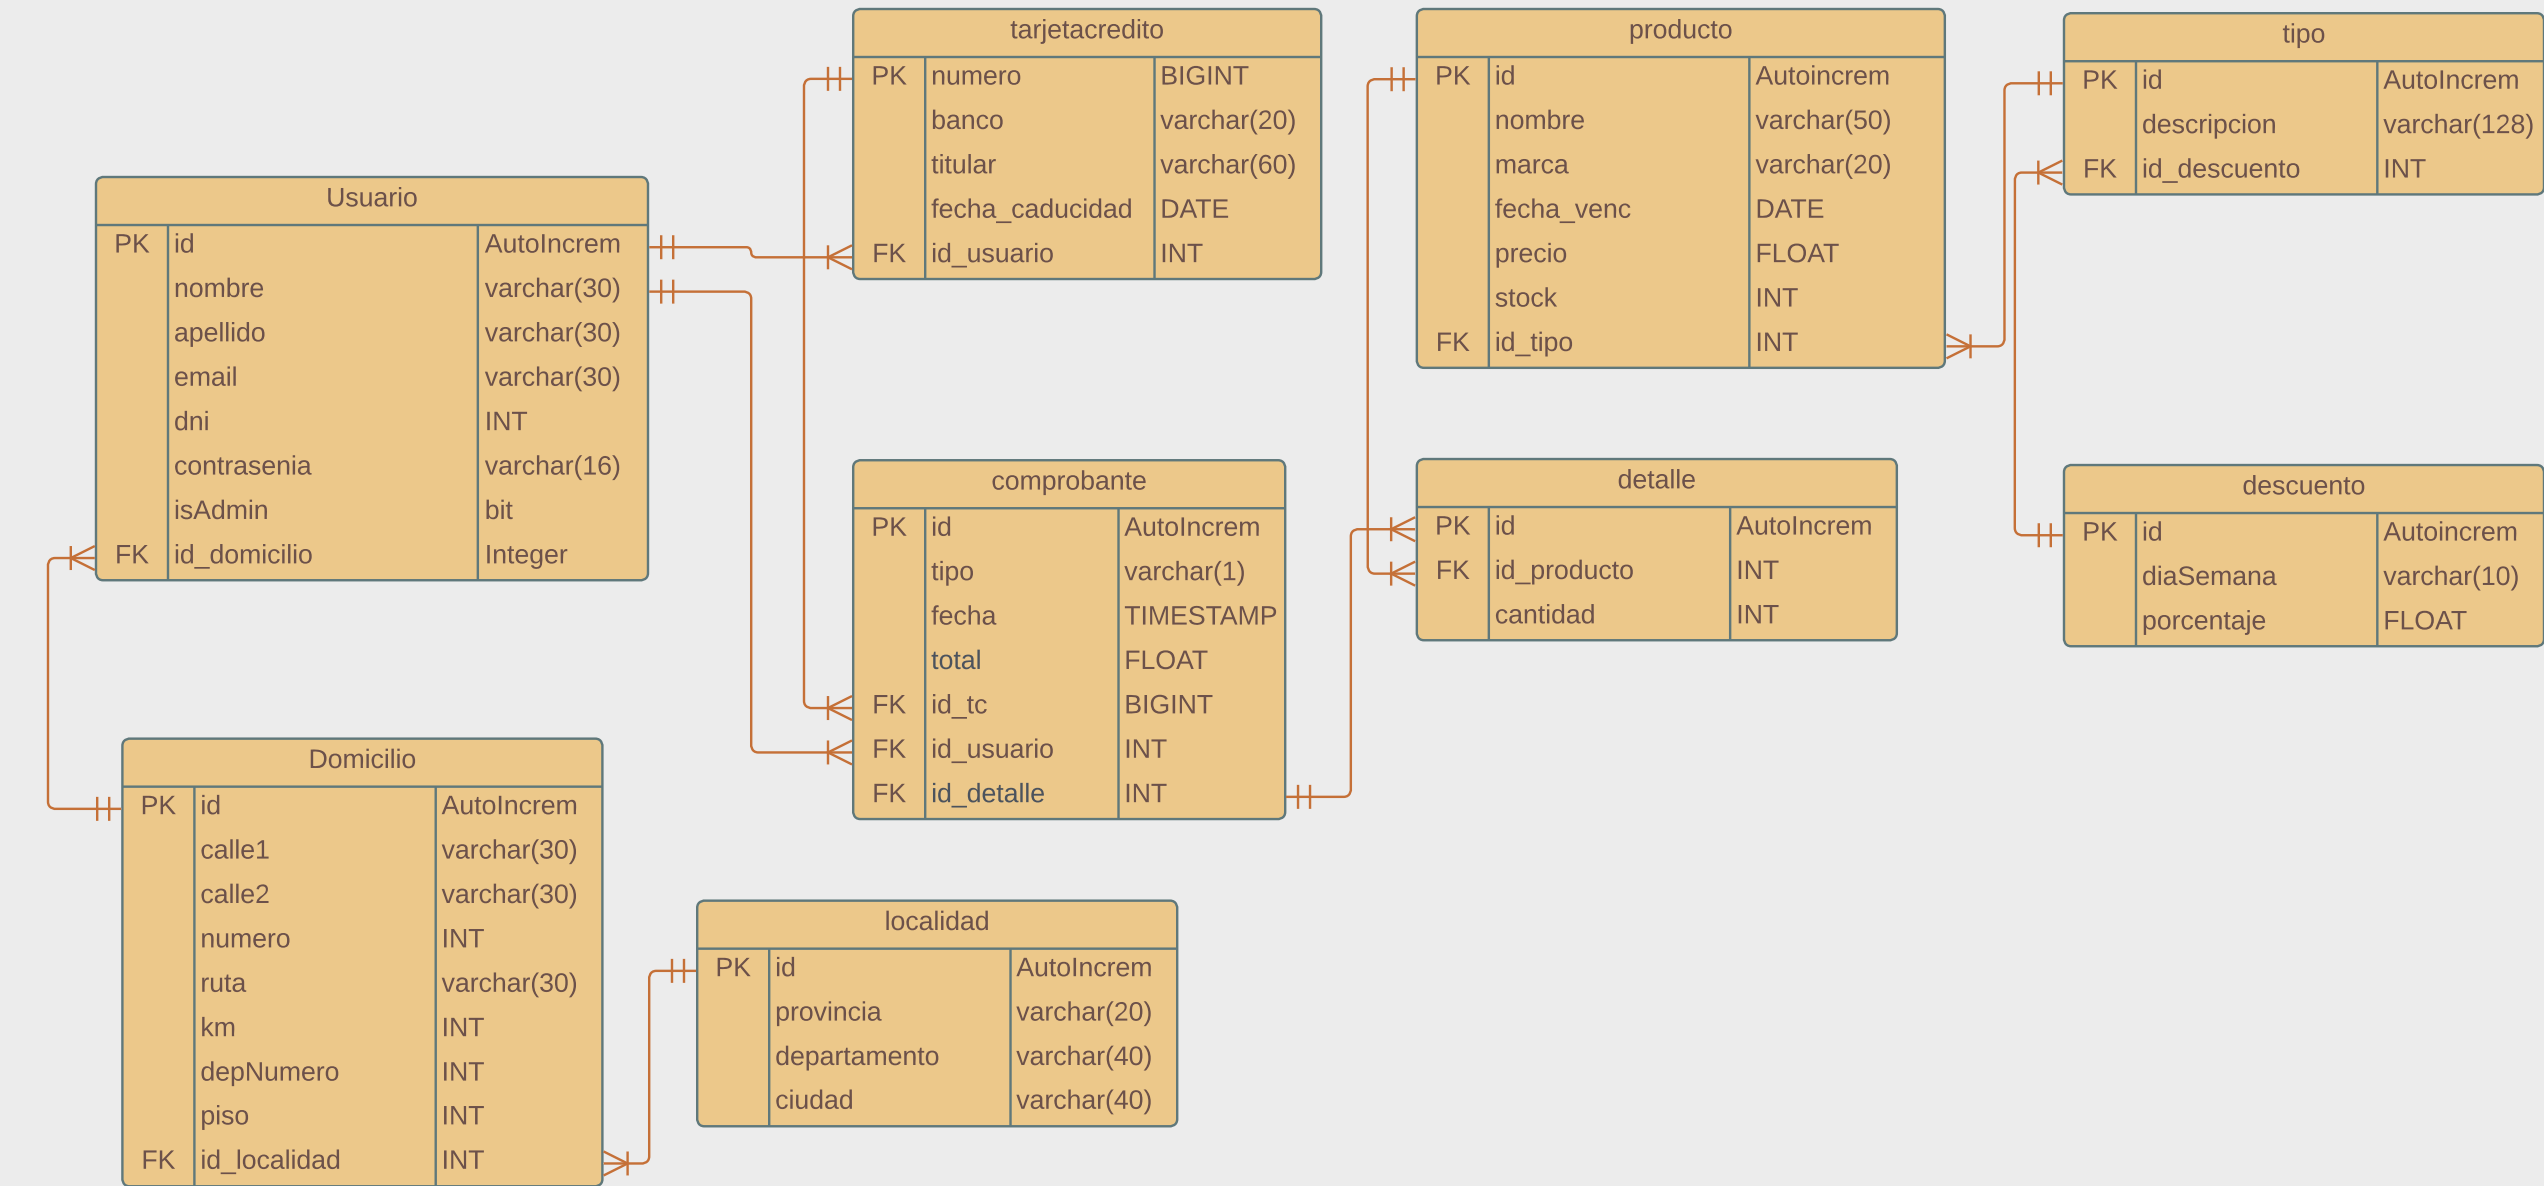 tarjetacredito
PK numero BIGINT
banco varchar(20)
titular varchar(60)
fecha_caducidad DATE
FK id_usuario INT
producto
PK id Autoincrem
nombre varchar(50)
marca varchar(20)
fecha_venc DATE
precio FLOAT
stock INT
FK id_tipo INT
tipo
PK id AutoIncrem
descripcion varchar(128)
FK id_descuento INT
Usuario
PK id AutoIncrem
nombre varchar(30)
apellido varchar(30)
email varchar(30)
dni INT
contrasenia varchar(16)
isAdmin bit
FK id_domicilio Integer
comprobante
PK id AutoIncrem
tipo varchar(1)
fecha TIMESTAMP
total FLOAT
FK id_tc BIGINT
FK id_usuario INT
FK id_detalle INT
detalle
PK id AutoIncrem
FK id_producto INT
cantidad INT
descuento
PK id Autoincrem
diaSemana varchar(10)
porcentaje FLOAT
Domicilio
PK id AutoIncrem
calle1 varchar(30)
calle2 varchar(30)
numero INT
ruta varchar(30)
km INT
depNumero INT
piso INT
FK id_localidad INT
localidad
PK id AutoIncrem
provincia varchar(20)
departamento varchar(40)
ciudad varchar(40)